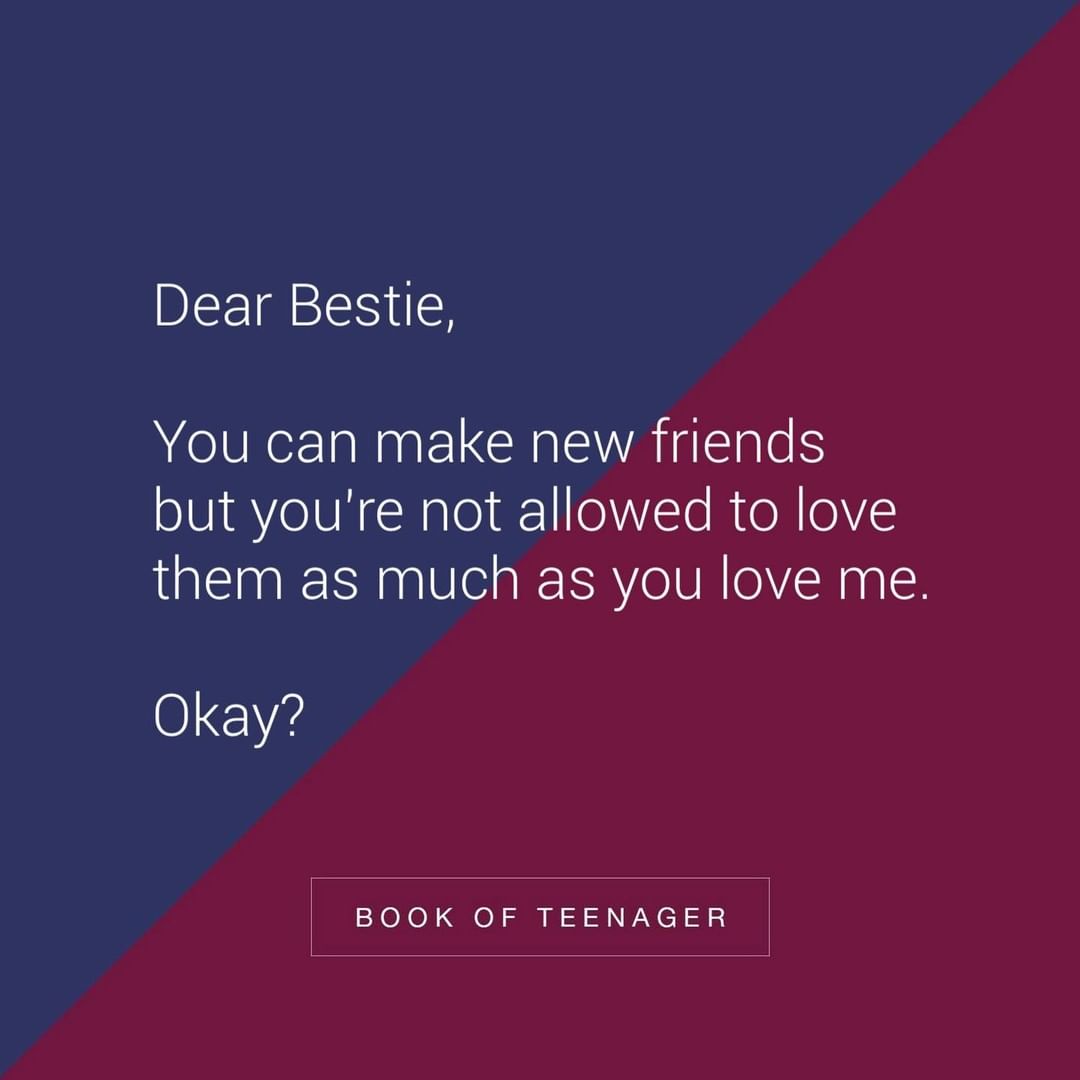 Dear Bestie,
You can make new friends
but you're not allowed to love
them as much as you love me.
Okay?
BOOK OF TEENAGER